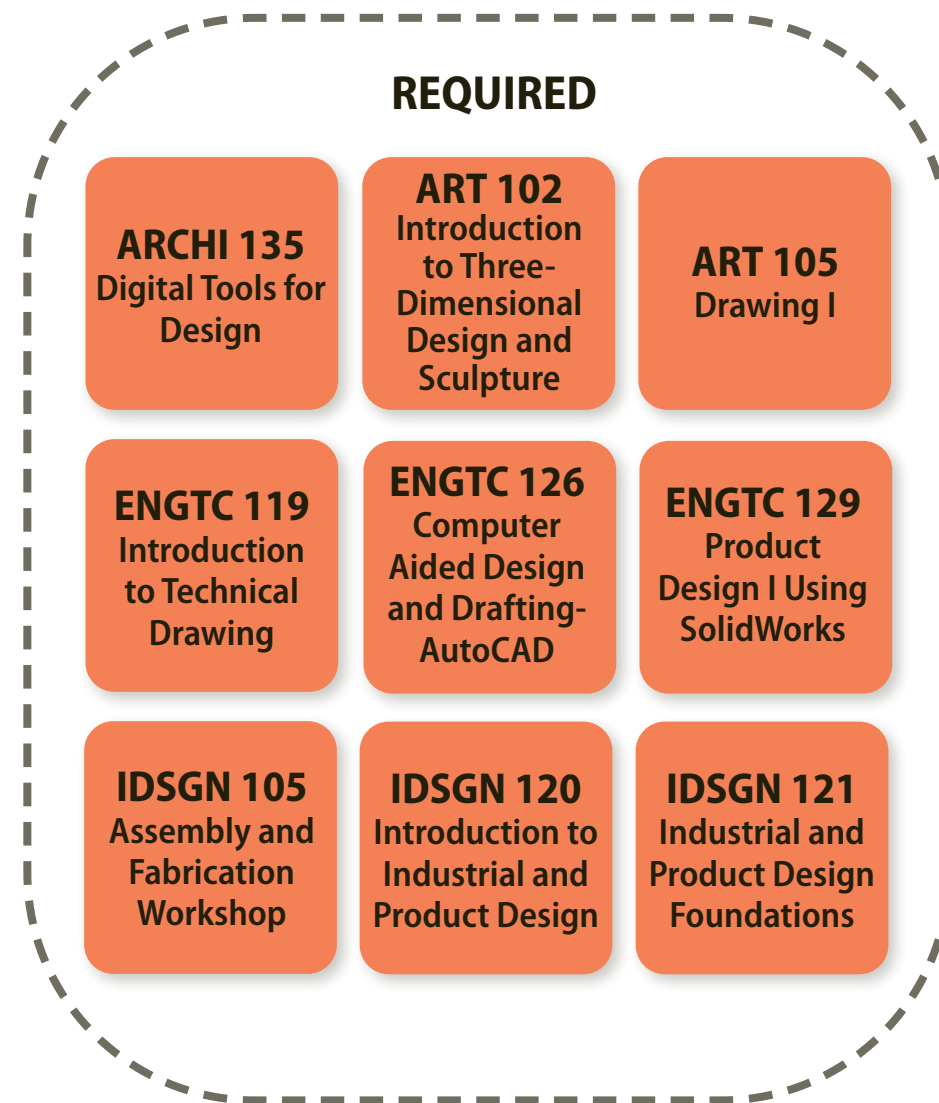 REQUIRED
ARCHI 135
Digital Tools for
Design
ART 102
Introduction
to Three-
Dimensional
Design and
Sculpture
ART 105
Drawing I
ENGTC 119
Introduction
to Technical
Drawing
ENGTC 126
Computer
Aided Design
and Drafting-
AutoCAD
ENGTC 129
Product
Design I Using
SolidWorks
IDSGN 105
Assembly and
Fabrication
Workshop
IDSGN 120
Introduction to
Industrial and
Product Design
IDSGN 121
Industrial and
Product Design
Foundations